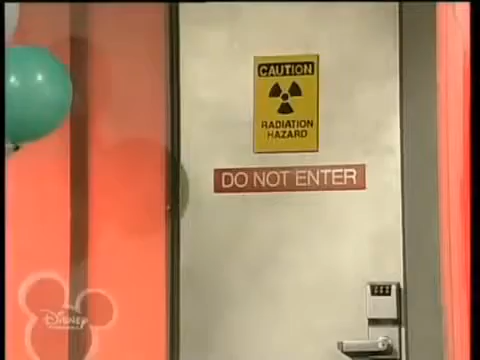 CAUTION
RADIATION
HAZARD
DO NOT ENTER
Disney